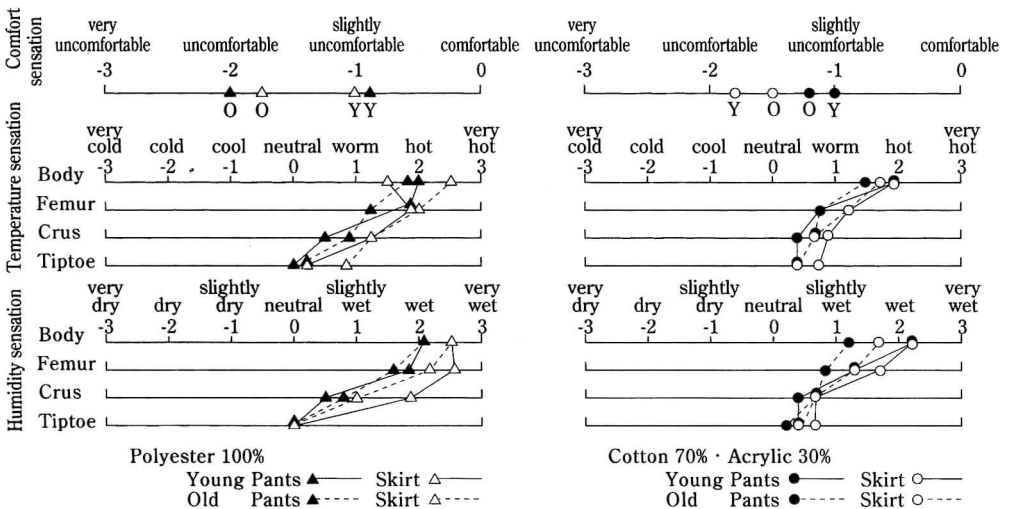 Comfort sensation
very uncomfortable uncomfortable slightly uncomfortable comfortable
-3 -2 -1 0
O O Y Y
Temperature sensation
very cold cold cool neutral worm hot very hot
-3 -2 -1 0 1 2 3
Body
Femur
Crus
Tiptoe
Humidity sensation
very dry dry slightly dry neutral slightly wet wet very wet
-3 -2 -1 0 1 2 3
Body
Femur
Crus
Tiptoe
Polyester 100%
Young Pants Skirt
Old Pants Skirt
very uncomfortable uncomfortable slightly uncomfortable comfortable
-3 -2 -1 0
Y O O Y
very cold cold cool neutral worm hot very hot
-3 -2 -1 0 1 2 3
very dry dry slightly dry neutral slightly wet wet very wet
-3 -2 -1 0 1 2 3
Cotton 70% · Acrylic 30%
Young Pants Skirt
Old Pants Skirt